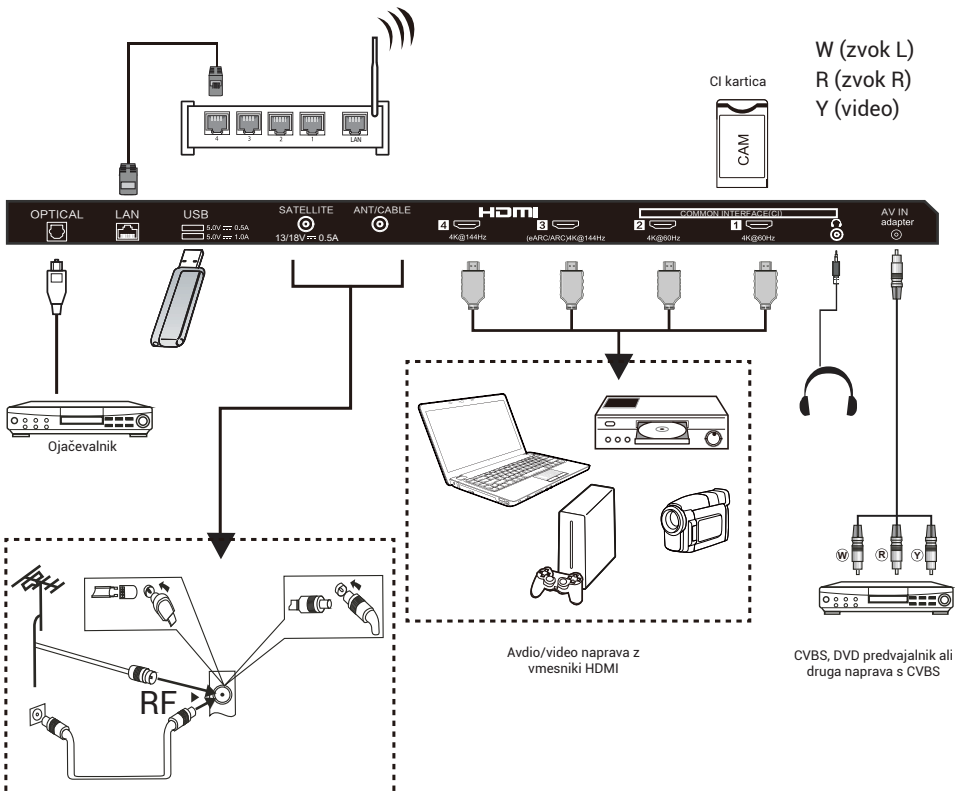 W (zvok L)
R (zvok R)
Y (video)
CI kartica
CAM
4 3 2 1 LAN
OPTICAL
LAN
USB
5.0V ⎓ 0.5A
5.0V ⎓ 1.0A
SATELLITE
13/18V ⎓ 0.5A
ANT/CABLE
HDMI
4
4K@144Hz
3
(eARC/ARC)4K@144Hz
COMMON INTERFACE(CI)
2
4K@60Hz
1
4K@60Hz
AV IN
adapter
Ojačevalnik
W R Y
RF
Avdio/video naprava z
vmesniki HDMI
CVBS, DVD predvajalnik ali
druga naprava s CVBS